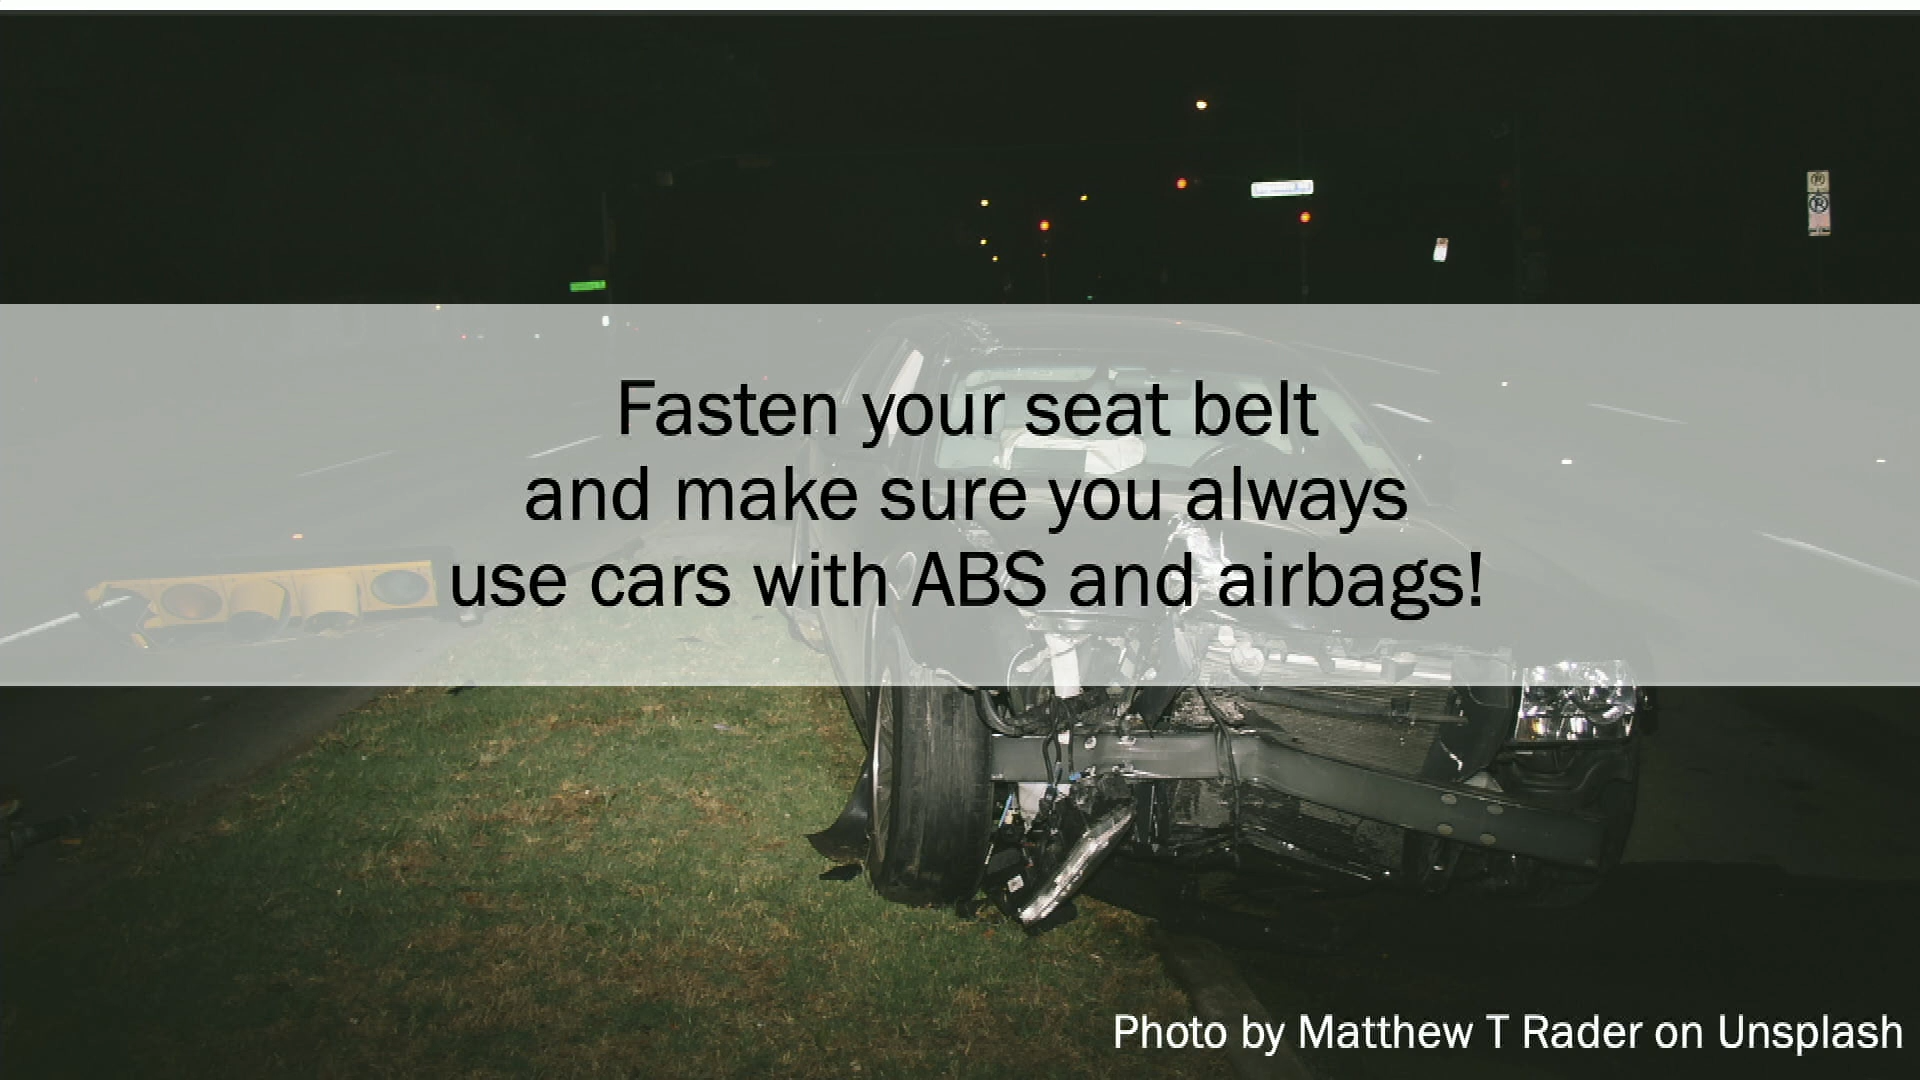 Fasten your seat belt
and make sure you always
use cars with ABS and airbags!
Photo by Matthew T Rader on Unsplash